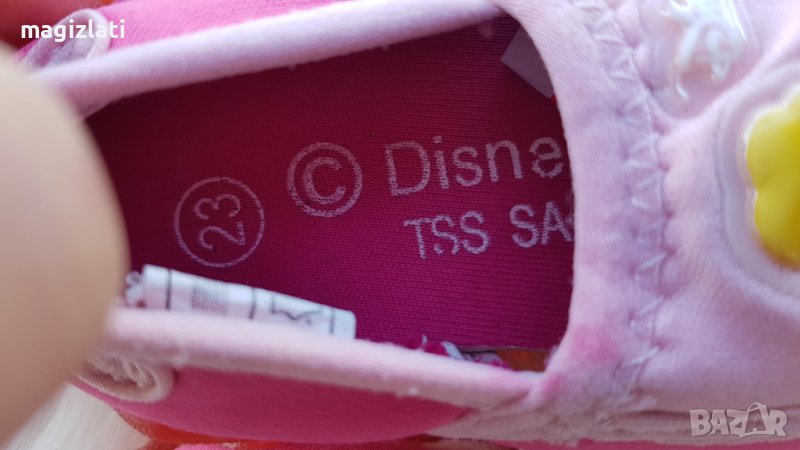 magizlati
23
© Disne
TSS SA
BAZAR